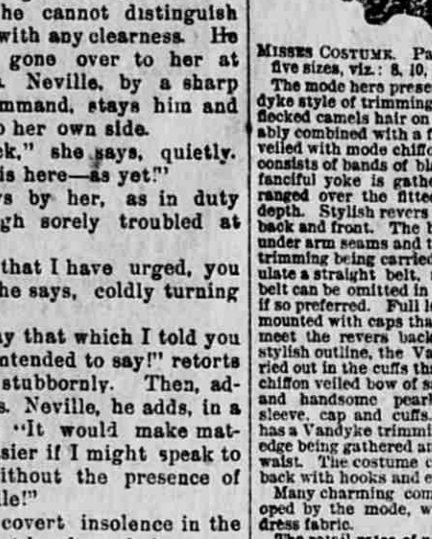 he cannot distinguish
with any clearness. He
gone over to her at
Neville, by a sharp
mmand, stays him and
o her own side.
ck," she says, quietly.
is here—as yet!"
ys by her, as in duty
gh sorely troubled at
that I have urged, you
he says, coldly turning
ay that which I told you
ntended to say!" retorts
stubbornly. Then, ad-
s. Neville, he adds, in a
"It would make mat-
sier if I might speak to
ithout the presence of
le!"
covert insolence in the
MISSES COSTUME. Pa
five sizes, viz.: 8, 10,
The mode here prese
dyke style of trimming
flecked camels hair on
ably combined with a f
veiled with mode chiffo
consists of bands of bla
fanciful yoke is gathe
ranged over the fitted
depth. Stylish revers
back and front. The b
under arm seams and t
trimming being carried
ulate a straight belt,
belt can be omitted in
if so preferred. Full l
mounted with caps tha
meet the revers back
stylish outline, the Va
ried out in the cuffs th
chiffon veiled bow of s
and handsome pearl
sleeve, cap and cuffs.
has a Vandyke trimmi
edge being gathered an
waist. The costume c
back with hooks and e
Many charming com
oped by the mode, w
dress fabric.